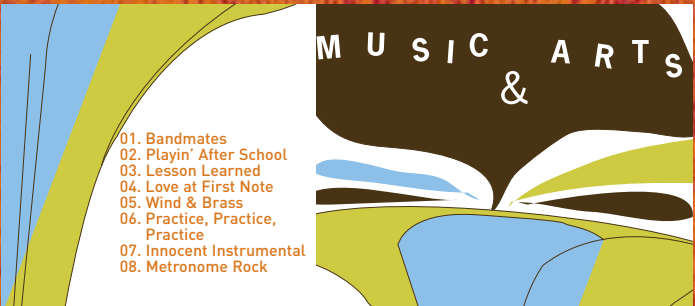 01. Bandmates
02. Playin' After School
03. Lesson Learned
04. Love at First Note
05. Wind & Brass
06. Practice, Practice,
Practice
07. Innocent Instrumental
08. Metronome Rock
MUSIC ARTS
&